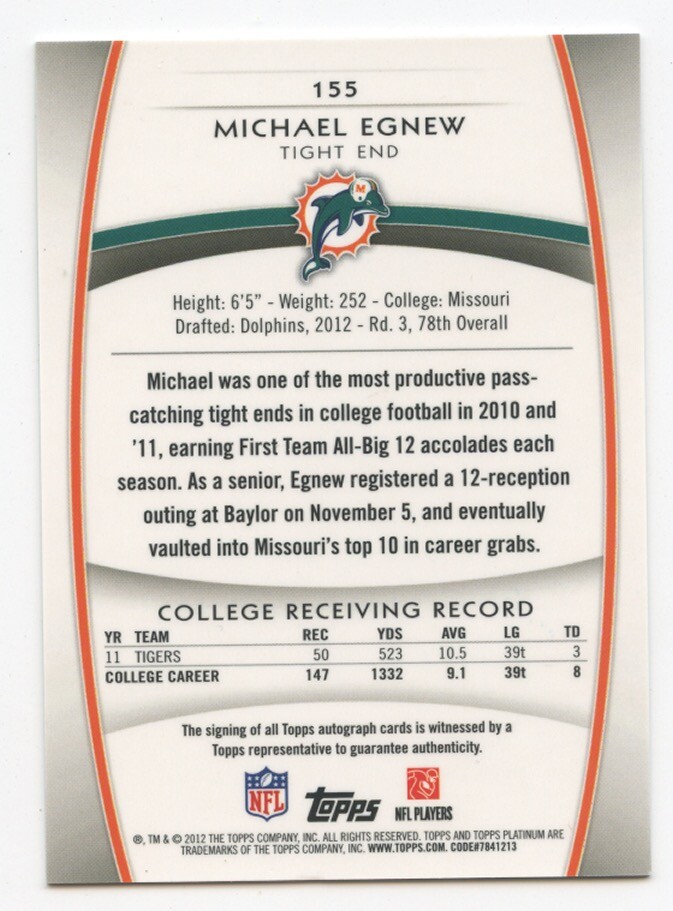 155
MICHAEL EGNEW
TIGHT END
M
Height: 6'5" - Weight: 252 - College: Missouri
Drafted: Dolphins, 2012 - Rd. 3, 78th Overall
Michael was one of the most productive pass-
catching tight ends in college football in 2010 and
'11, earning First Team All-Big 12 accolades each
season. As a senior, Egnew registered a 12-reception
outing at Baylor on November 5, and eventually
vaulted into Missouri's top 10 in career grabs.
COLLEGE RECEIVING RECORD
YR TEAM REC YDS AVG LG TD
11 TIGERS 50 523 10.5 39t 3
COLLEGE CAREER 147 1332 9.1 39t 8
The signing of all Topps autograph cards is witnessed by a
Topps representative to guarantee authenticity.
NFL Topps NFL PLAYERS
®, TM & © 2012 THE TOPPS COMPANY, INC. ALL RIGHTS RESERVED. TOPPS AND TOPPS PLATINUM ARE
TRADEMARKS OF THE TOPPS COMPANY, INC. WWW.TOPPS.COM. CODE#7841213